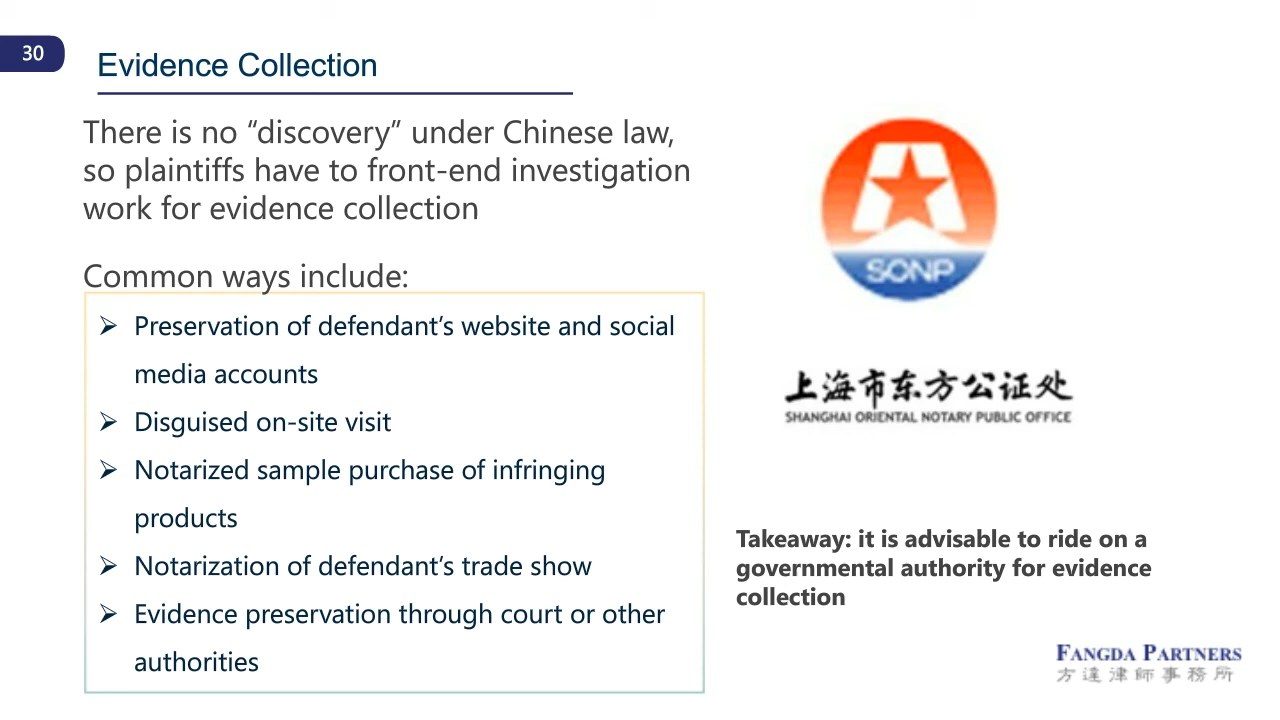 30
Evidence Collection
There is no “discovery” under Chinese law,
so plaintiffs have to front-end investigation
work for evidence collection
Common ways include:
➢ Preservation of defendant’s website and social
media accounts
➢ Disguised on-site visit
➢ Notarized sample purchase of infringing
products
➢ Notarization of defendant’s trade show
➢ Evidence preservation through court or other
authorities
SONP
上海市东方公证处
SHANGHAI ORIENTAL NOTARY PUBLIC OFFICE
Takeaway: it is advisable to ride on a
governmental authority for evidence
collection
FANGDA PARTNERS
方達律師事務所